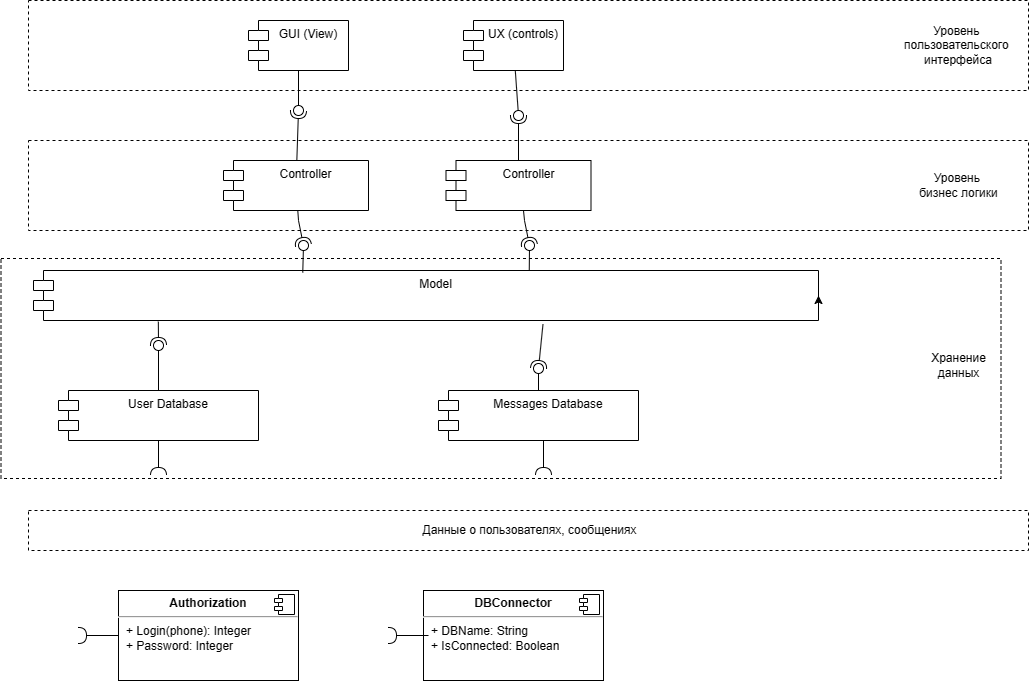 GUI (View)
UX (controls)
Уровень
пользовательского
интерфейса
Controller
Controller
Уровень
бизнес логики
Model
Хранение
данных
User Database
Messages Database
Данные о пользователях, сообщениях
Authorization
+ Login(phone): Integer
+ Password: Integer
DBConnector
+ DBName: String
+ IsConnected: Boolean